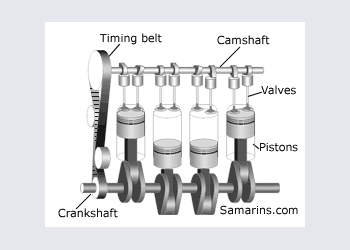 Timing belt
Camshaft
Valves
Pistons
Crankshaft
Samarins.com